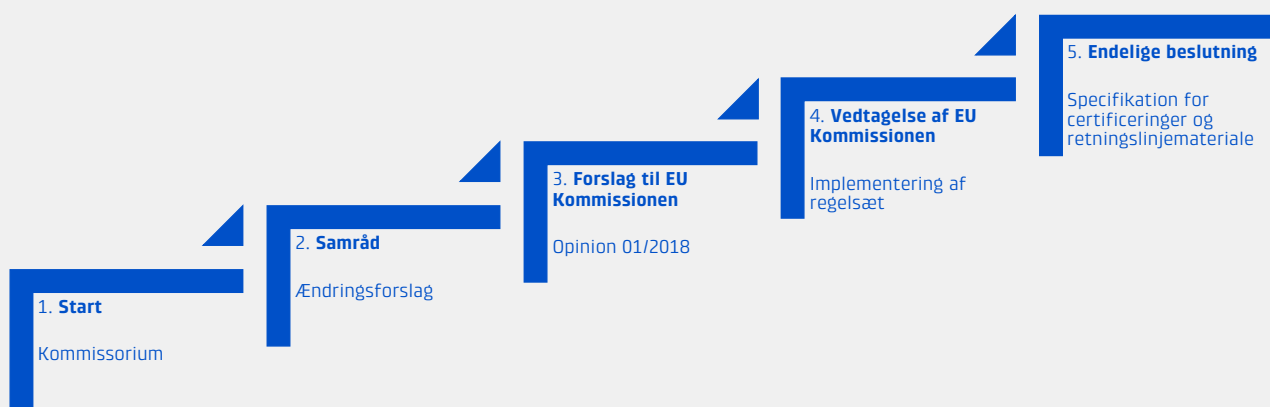 1. Start
Kommissorium
2. Samråd
Ændringsforslag
3. Forslag til EU
Kommissionen
Opinion 01/2018
4. Vedtagelse af EU
Kommissionen
Implementering af
regelsæt
5. Endelige beslutning
Specifikation for
certificeringer og
retningslinjemateriale